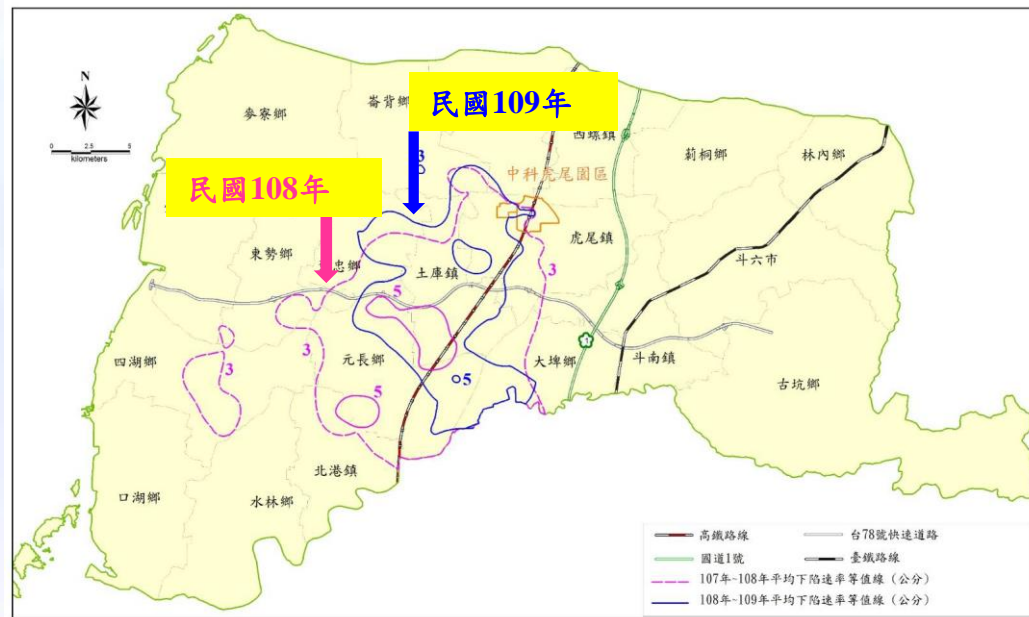 N
0 2.5 5
kilometers
麥寮鄉
崙背鄉
民國109年
西螺鎮
莿桐鄉
林內鄉
3
中科虎尾園區
民國108年
東勢鄉
忠鄉
土庫鎮
虎尾鎮
斗六市
3
5
四湖鄉
3
3
元長鄉
5
5
大埤鄉
1
斗南鎮
古坑鄉
口湖鄉
水林鄉
北港鎮
高鐵路線
台78號快速道路
國道1號
臺鐵路線
107年~108年平均下陷速率等值線（公分）
108年~109年平均下陷速率等值線（公分）